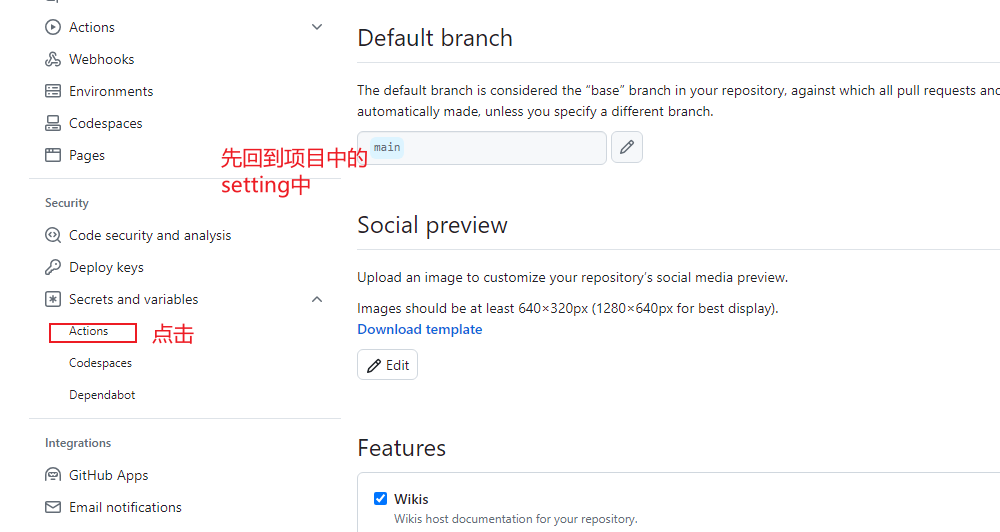 Actions
Webhooks
Environments
Codespaces
Pages
Security
Code security and analysis
Deploy keys
Secrets and variables
Actions
Codespaces
Dependabot
Integrations
GitHub Apps
Email notifications
先回到项目中的
setting中
点击
Default branch
The default branch is considered the “base” branch in your repository, against which all pull requests and
automatically made, unless you specify a different branch.
main
Social preview
Upload an image to customize your repository’s social media preview.
Images should be at least 640×320px (1280×640px for best display).
Download template
Edit
Features
Wikis
Wikis host documentation for your repository.